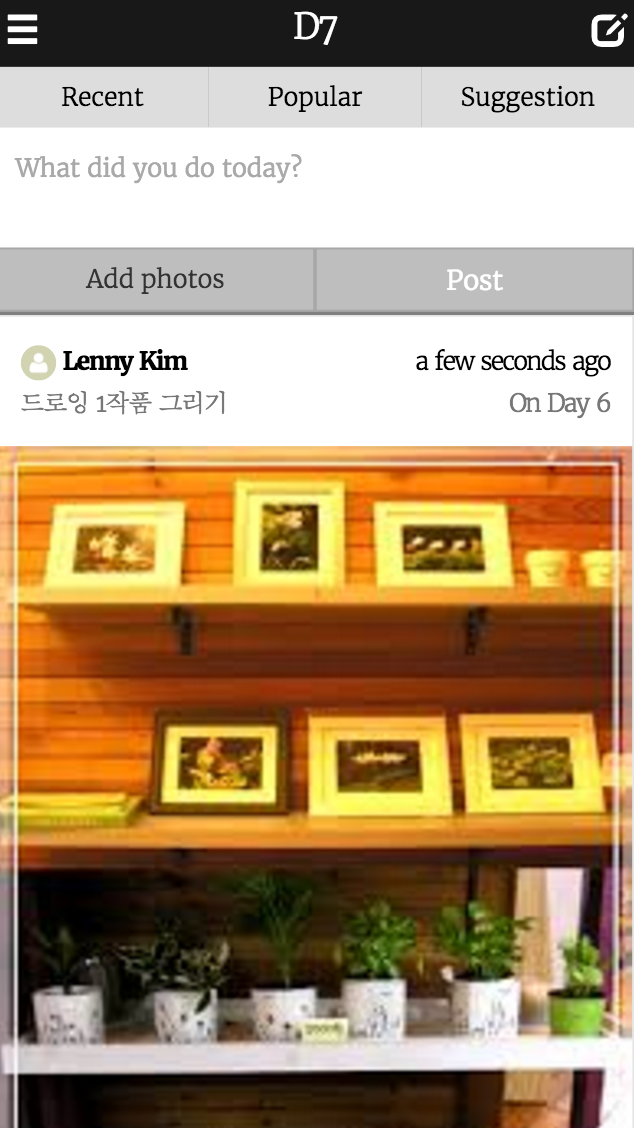 D7
Recent Popular Suggestion
What did you do today?
Add photos Post
Lenny Kim a few seconds ago
드로잉 1작품 그리기 On Day 6